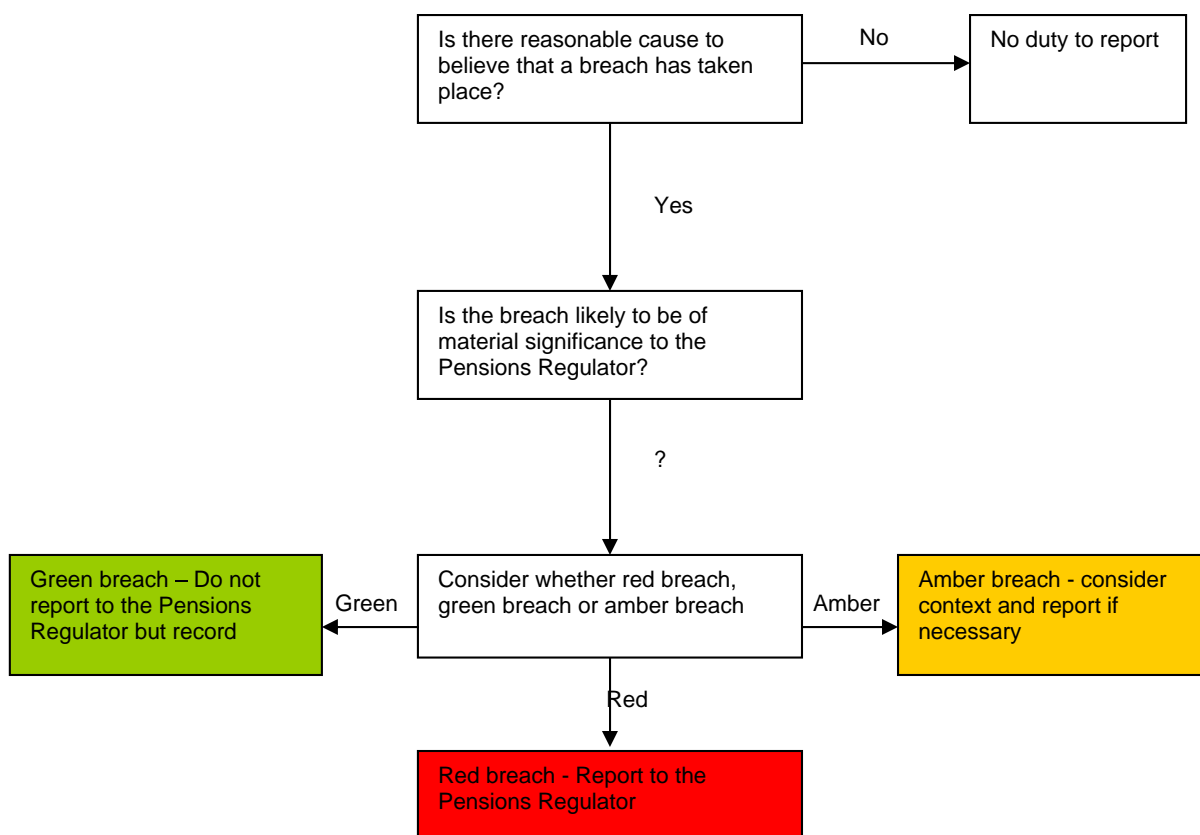 Is there reasonable cause to
believe that a breach has taken
place?
No
No duty to report
Yes
Is the breach likely to be of
material significance to the
Pensions Regulator?
?
Green breach – Do not
report to the Pensions
Regulator but record
Green
Consider whether red breach,
green breach or amber breach
Amber
Amber breach - consider
context and report if
necessary
Red
Red breach - Report to the
Pensions Regulator